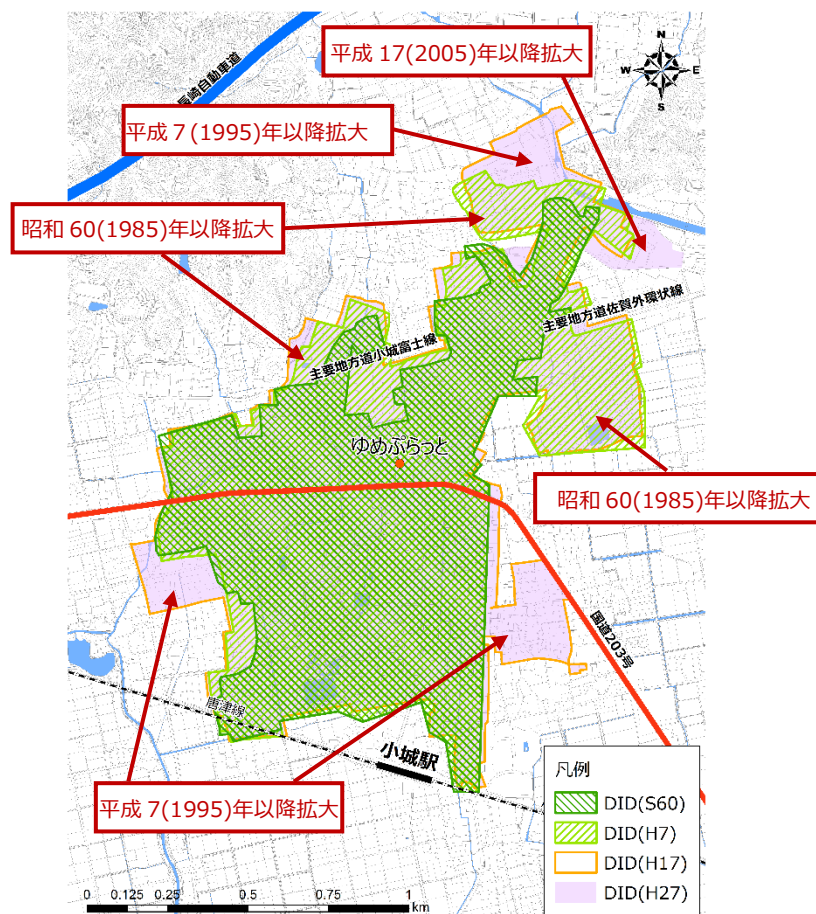 平成 17(2005)年以降拡大
N
W E
S
長崎自動車道
平成 7(1995)年以降拡大
昭和 60(1985)年以降拡大
主要地方道佐賀外環状線
主要地方道小城富士線
ゆめぷらっと
昭和 60(1985)年以降拡大
国道203号
唐津線
小城駅
平成 7(1995)年以降拡大
凡例
DID(S60)
DID(H7)
DID(H17)
DID(H27)
0 0.125 0.25 0.5 0.75 1
km